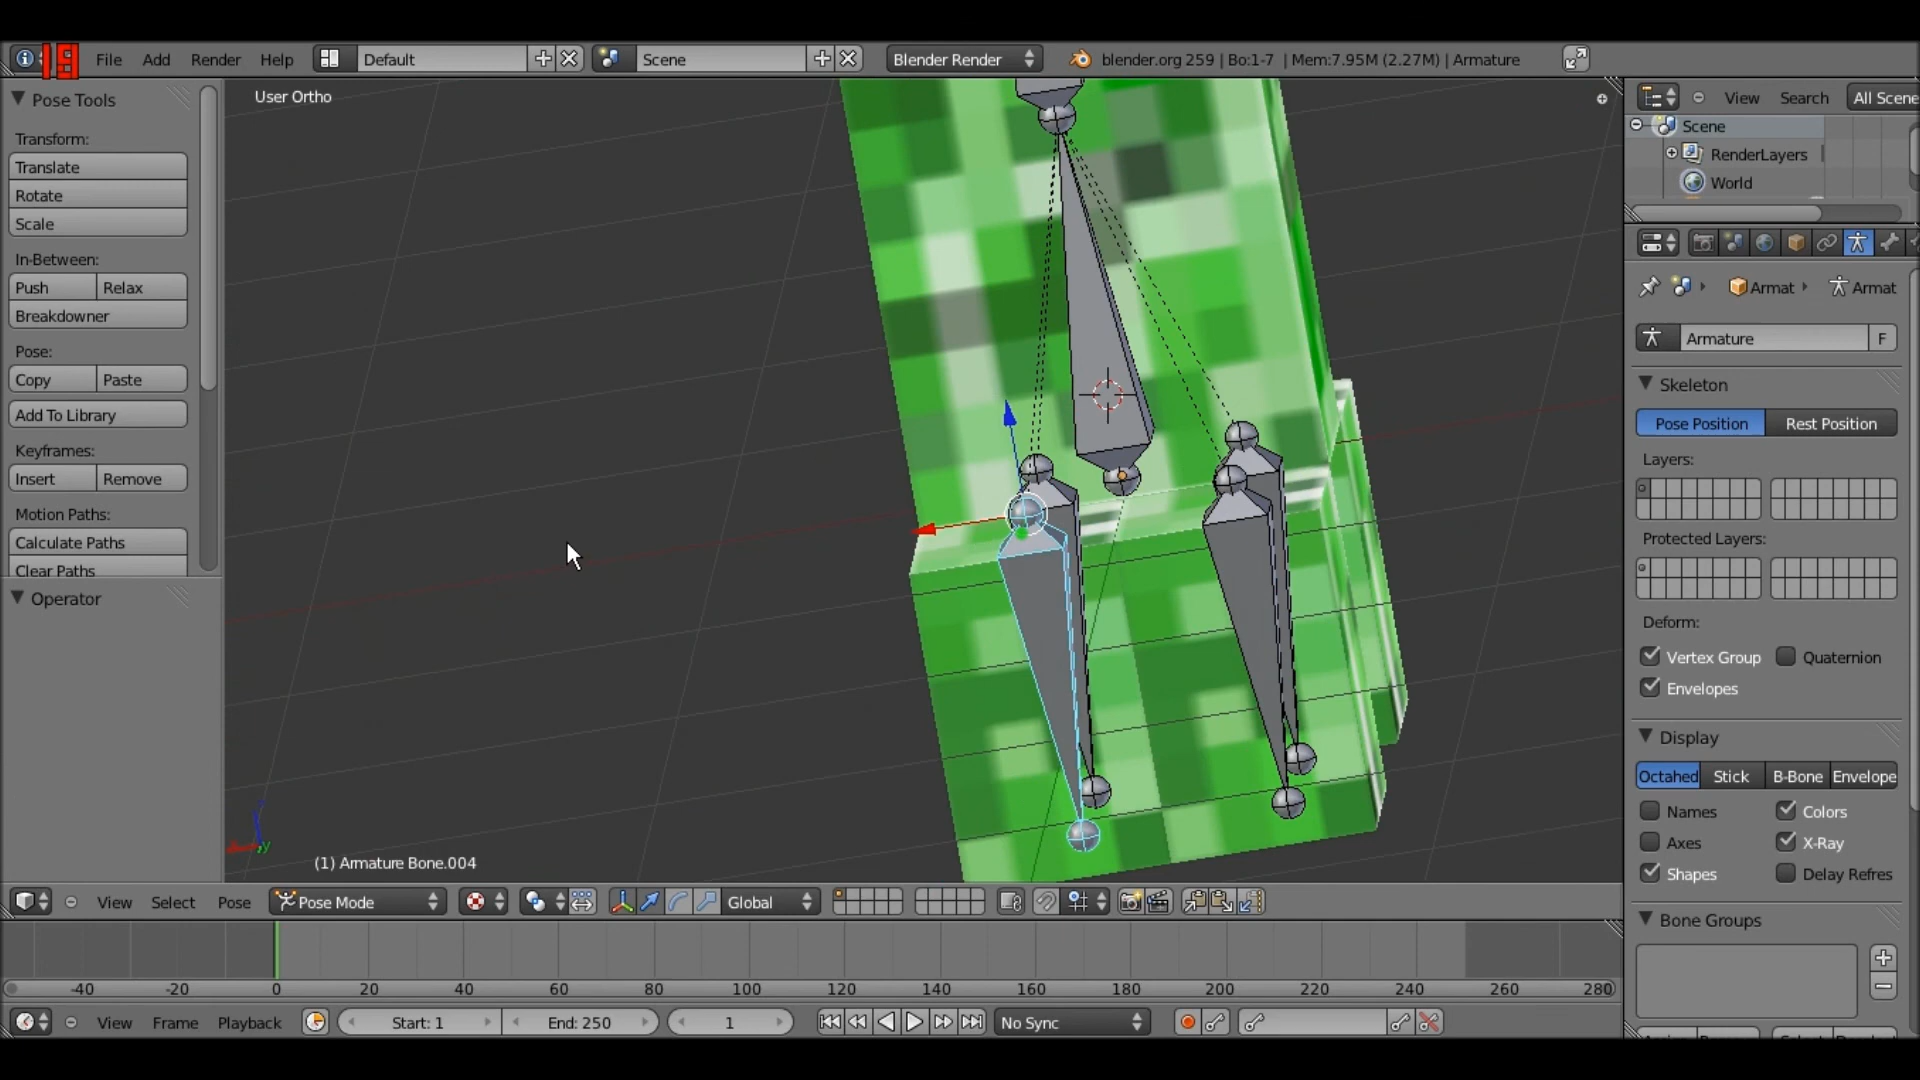 19 File Add Render Help Default Scene Blender Render blender.org 259 | Bo:1-7 | Mem:7.95M (2.27M) | Armature
Pose Tools
User Ortho
View Search All Scene
Scene
RenderLayers
World
Transform:
Translate
Rotate
Scale
In-Between:
Push Relax
Breakdowner
Pose:
Copy Paste
Add To Library
Keyframes:
Insert Remove
Motion Paths:
Calculate Paths
Clear Paths
Operator
Armat Armat
Armature F
Skeleton
Pose Position Rest Position
Layers:
Protected Layers:
Deform:
Vertex Group Quaternion
Envelopes
Display
Octahed Stick B-Bone Envelope
Names Colors
Axes X-Ray
Shapes Delay Refres
Bone Groups
(1) Armature Bone.004
View Select Pose Pose Mode Global
-40 -20 0 20 40 60 80 100 120 140 160 180 200 220 240 260 280
View Frame Playback Start: 1 End: 250 1 No Sync